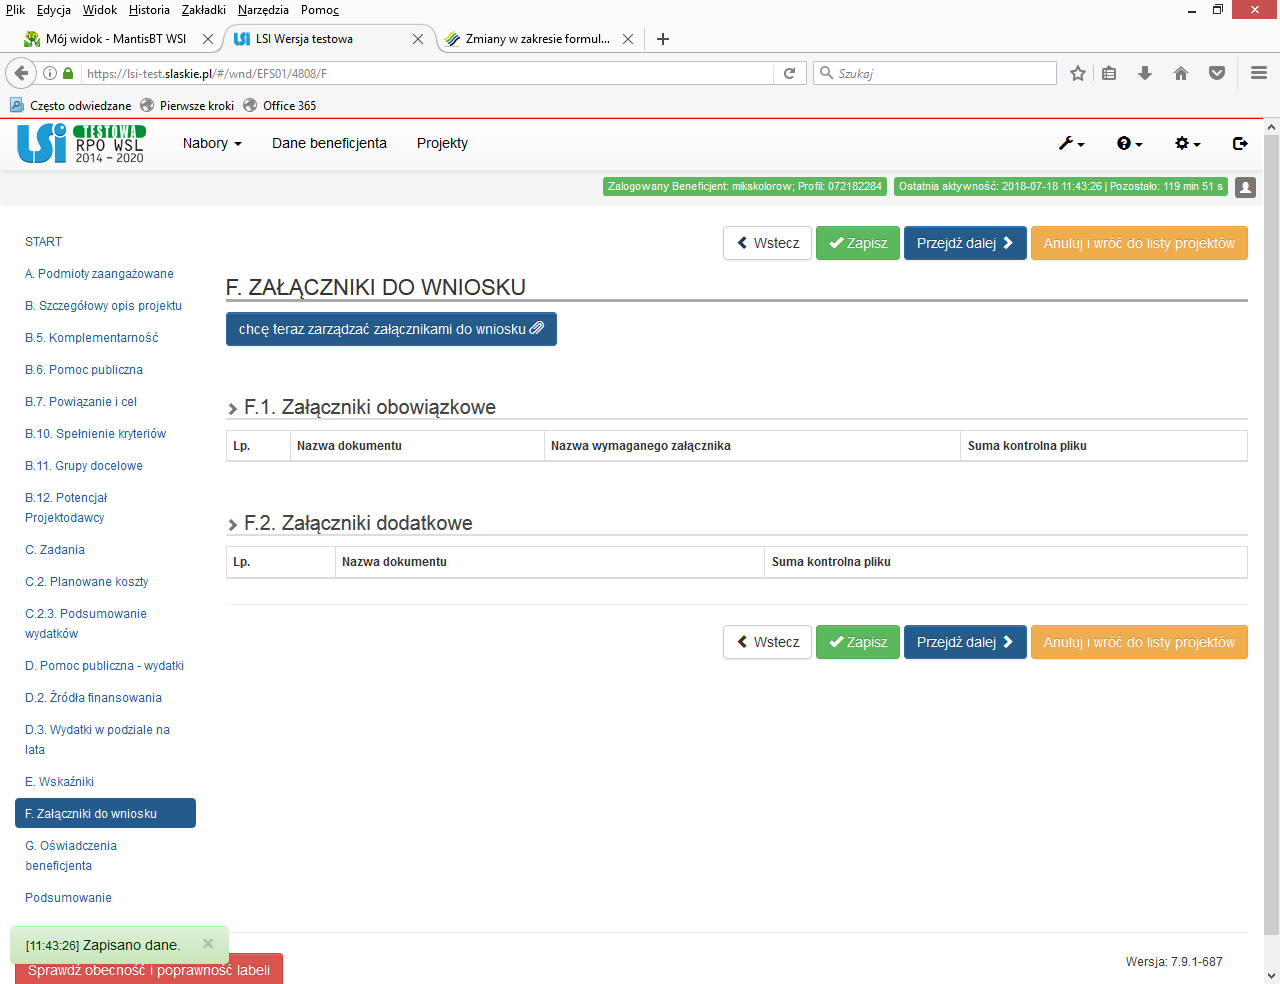 Plik Edycja Widok Historia Zakładki Narzędzia Pomoc
Mój widok - MantisBT WSI
LSI Wersja testowa
Zmiany w zakresie formul...
https://lsi-test.slaskie.pl/#/wnd/EFS01/4808/F
Szukaj
Często odwiedzane Pierwsze kroki Office 365
LSI TESTOWA
RPO WSL
2014 – 2020
Nabory Dane beneficjenta Projekty
Zalogowany Beneficjent: mikskolorow; Profil: 072182284 Ostatnia aktywność: 2018-07-18 11:43:26 | Pozostało: 119 min 51 s
START
A. Podmioty zaangażowane
B. Szczegółowy opis projektu
B.5. Komplementarność
B.6. Pomoc publiczna
B.7. Powiązanie i cel
B.10. Spełnienie kryteriów
B.11. Grupy docelowe
B.12. Potencjał
Projektodawcy
C. Zadania
C.2. Planowane koszty
C.2.3. Podsumowanie
wydatków
D. Pomoc publiczna - wydatki
D.2. Źródła finansowania
D.3. Wydatki w podziale na
lata
E. Wskaźniki
F. Załączniki do wniosku
G. Oświadczenia
beneficjenta
Podsumowanie
Wstecz Zapisz Przejdź dalej Anuluj i wróć do listy projektów
F. ZAŁĄCZNIKI DO WNIOSKU
chcę teraz zarządzać załącznikami do wniosku
F.1. Załączniki obowiązkowe
Lp. Nazwa dokumentu Nazwa wymaganego załącznika Suma kontrolna pliku
F.2. Załączniki dodatkowe
Lp. Nazwa dokumentu Suma kontrolna pliku
Wstecz Zapisz Przejdź dalej Anuluj i wróć do listy projektów
[11:43:26] Zapisano dane.
Sprawdź obecność i poprawność labeli
Wersja: 7.9.1-687